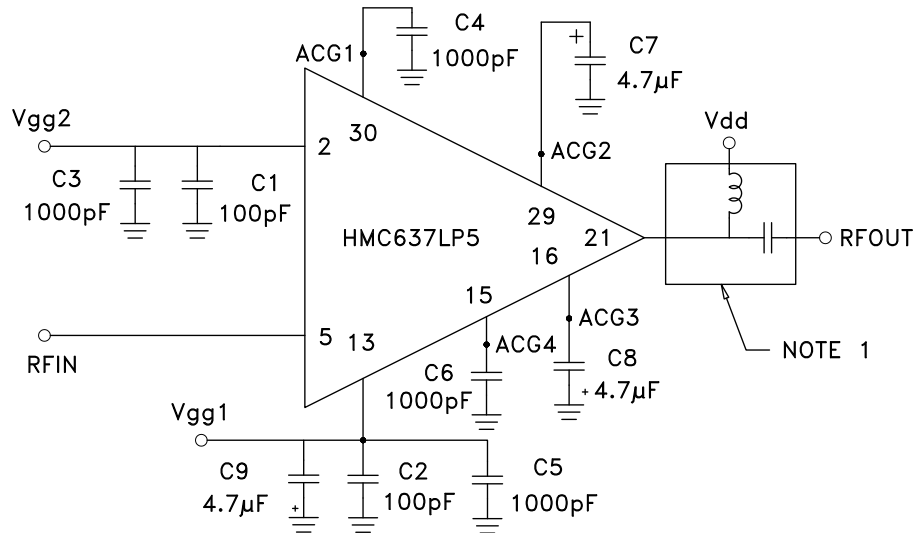 C4
1000pF
ACG1
C7
4.7µF
+
Vgg2
30
2
ACG2
Vdd
C3
1000pF
C1
100pF
29
HMC637LP5
21
RFOUT
16
15
5
13
RFIN
ACG3
ACG4
NOTE 1
C6
1000pF
C8
+4.7µF
Vgg1
C9
4.7µF
+
C2
100pF
C5
1000pF